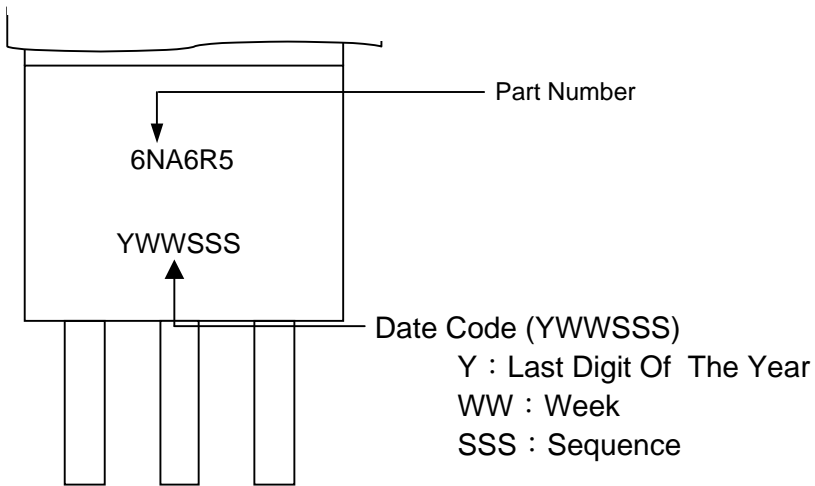 Part Number
6NA6R5
YWWSSS
Date Code (YWWSSS)
Y：Last Digit Of The Year
WW：Week
SSS：Sequence